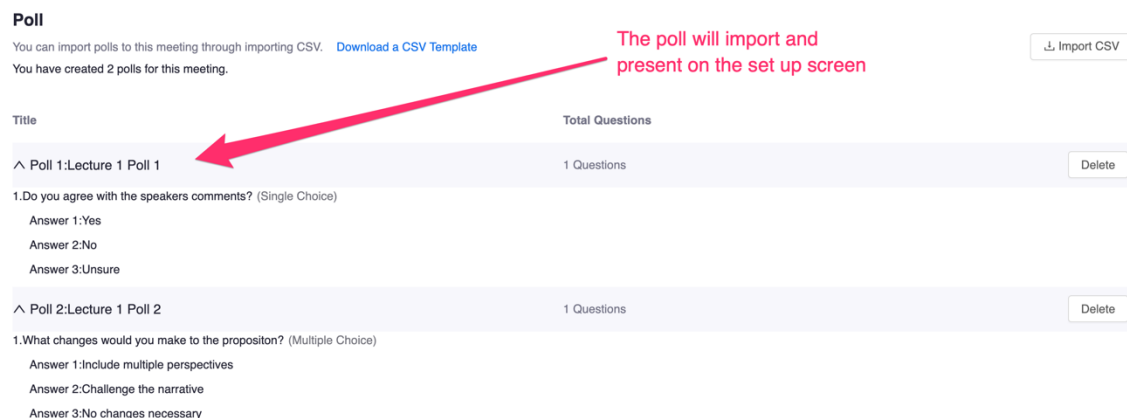 Poll
You can import polls to this meeting through importing CSV. Download a CSV Template
The poll will import and
present on the set up screen
Import CSV
You have created 2 polls for this meeting.
Title Total Questions
Poll 1:Lecture 1 Poll 1 1 Questions Delete
1.Do you agree with the speakers comments? (Single Choice)
Answer 1:Yes
Answer 2:No
Answer 3:Unsure
Poll 2:Lecture 1 Poll 2 1 Questions Delete
1.What changes would you make to the propositon? (Multiple Choice)
Answer 1:Include multiple perspectives
Answer 2:Challenge the narrative
Answer 3:No changes necessary